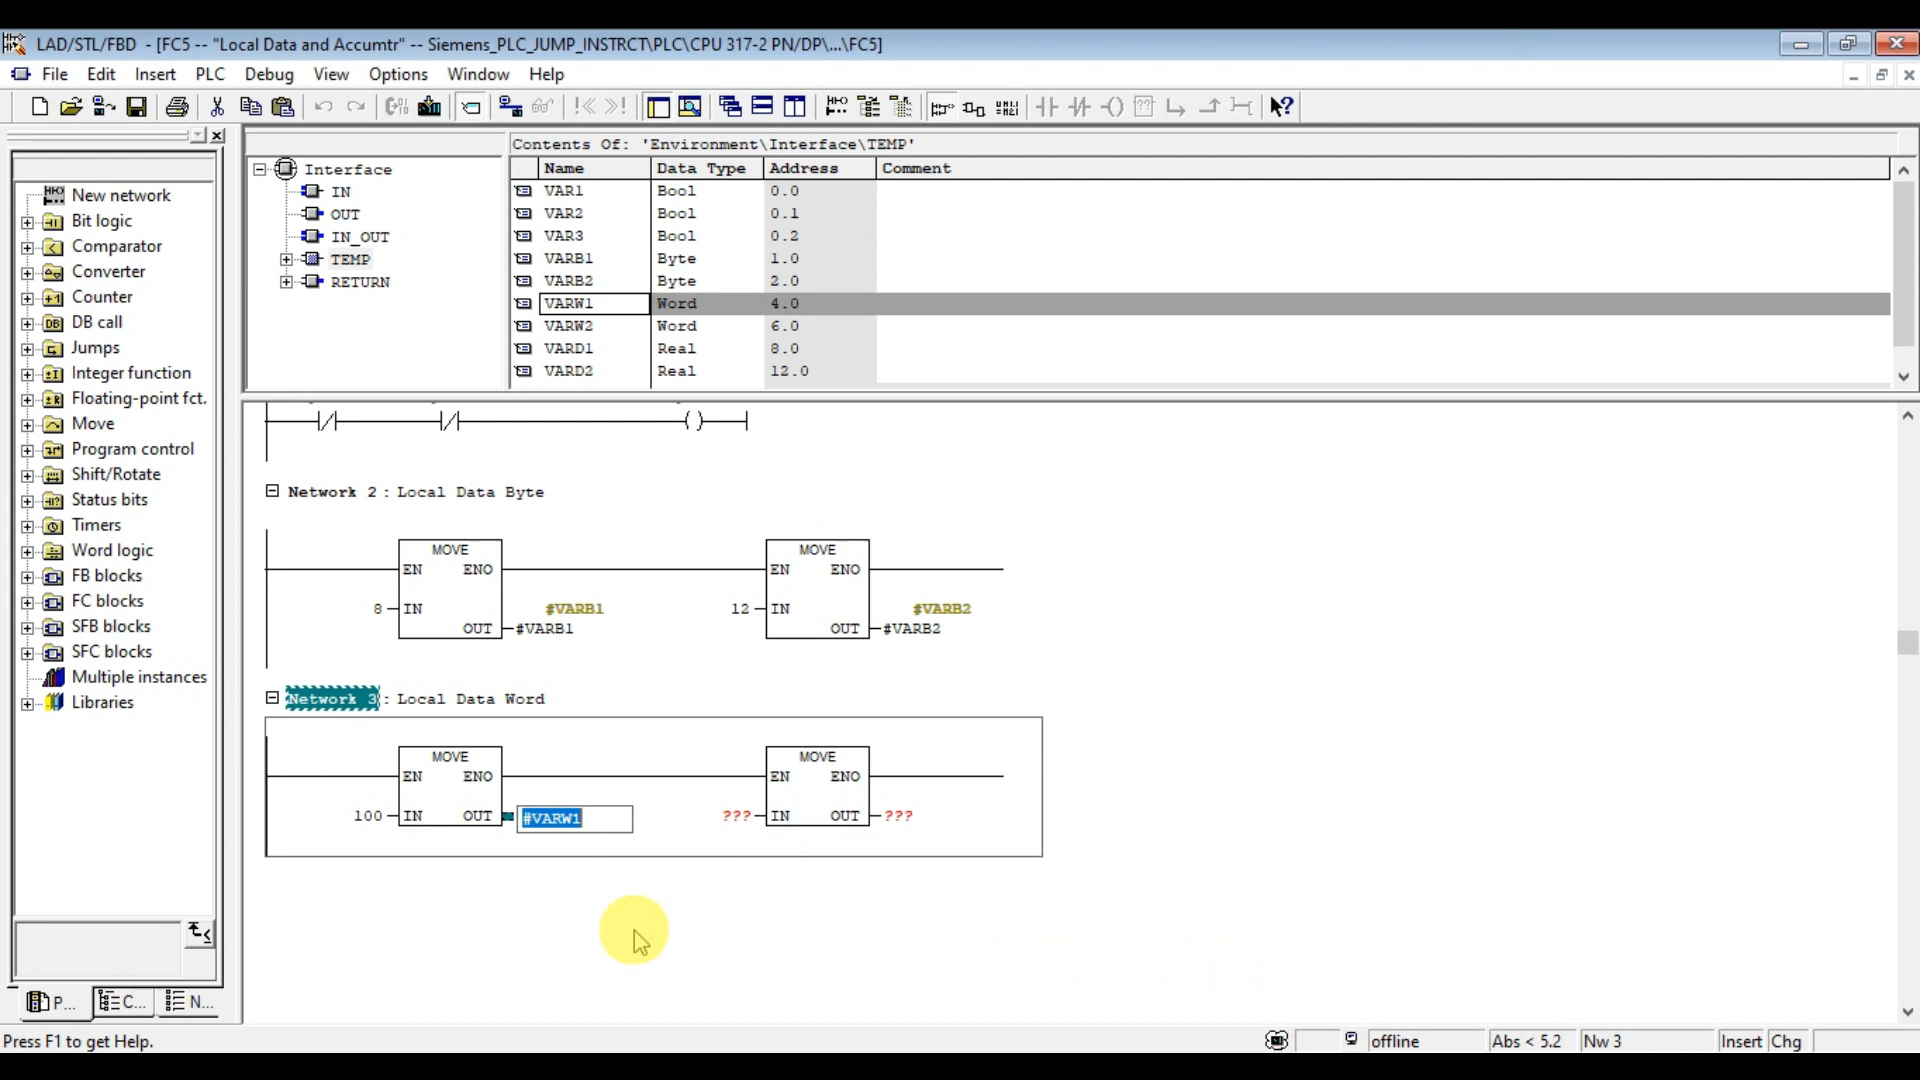 LAD/STL/FBD - [FC5 -- "Local Data and Accumtr" -- Siemens_PLC_JUMP_INSTRCT\PLC\CPU 317-2 PN/DP\...\FC5]
File Edit Insert PLC Debug View Options Window Help
New network
Bit logic
Comparator
Converter
Counter
DB call
Jumps
Integer function
Floating-point fct.
Move
Program control
Shift/Rotate
Status bits
Timers
Word logic
FB blocks
FC blocks
SFB blocks
SFC blocks
Multiple instances
Libraries
P... C... N...
Interface
IN
OUT
IN_OUT
TEMP
RETURN
Contents Of: 'Environment\Interface\TEMP'
Name Data Type Address Comment
VAR1 Bool 0.0
VAR2 Bool 0.1
VAR3 Bool 0.2
VARB1 Byte 1.0
VARB2 Byte 2.0
VARW1 Word 4.0
VARW2 Word 6.0
VARD1 Real 8.0
VARD2 Real 12.0
Network 2 : Local Data Byte
MOVE MOVE
EN ENO EN ENO
8 IN #VARB1 12 IN #VARB2
OUT #VARB1 OUT #VARB2
Network 3 : Local Data Word
MOVE MOVE
EN ENO EN ENO
100 IN OUT #VARW1 ??? IN OUT ???
Press F1 to get Help. offline Abs < 5.2 Nw 3 Insert Chg